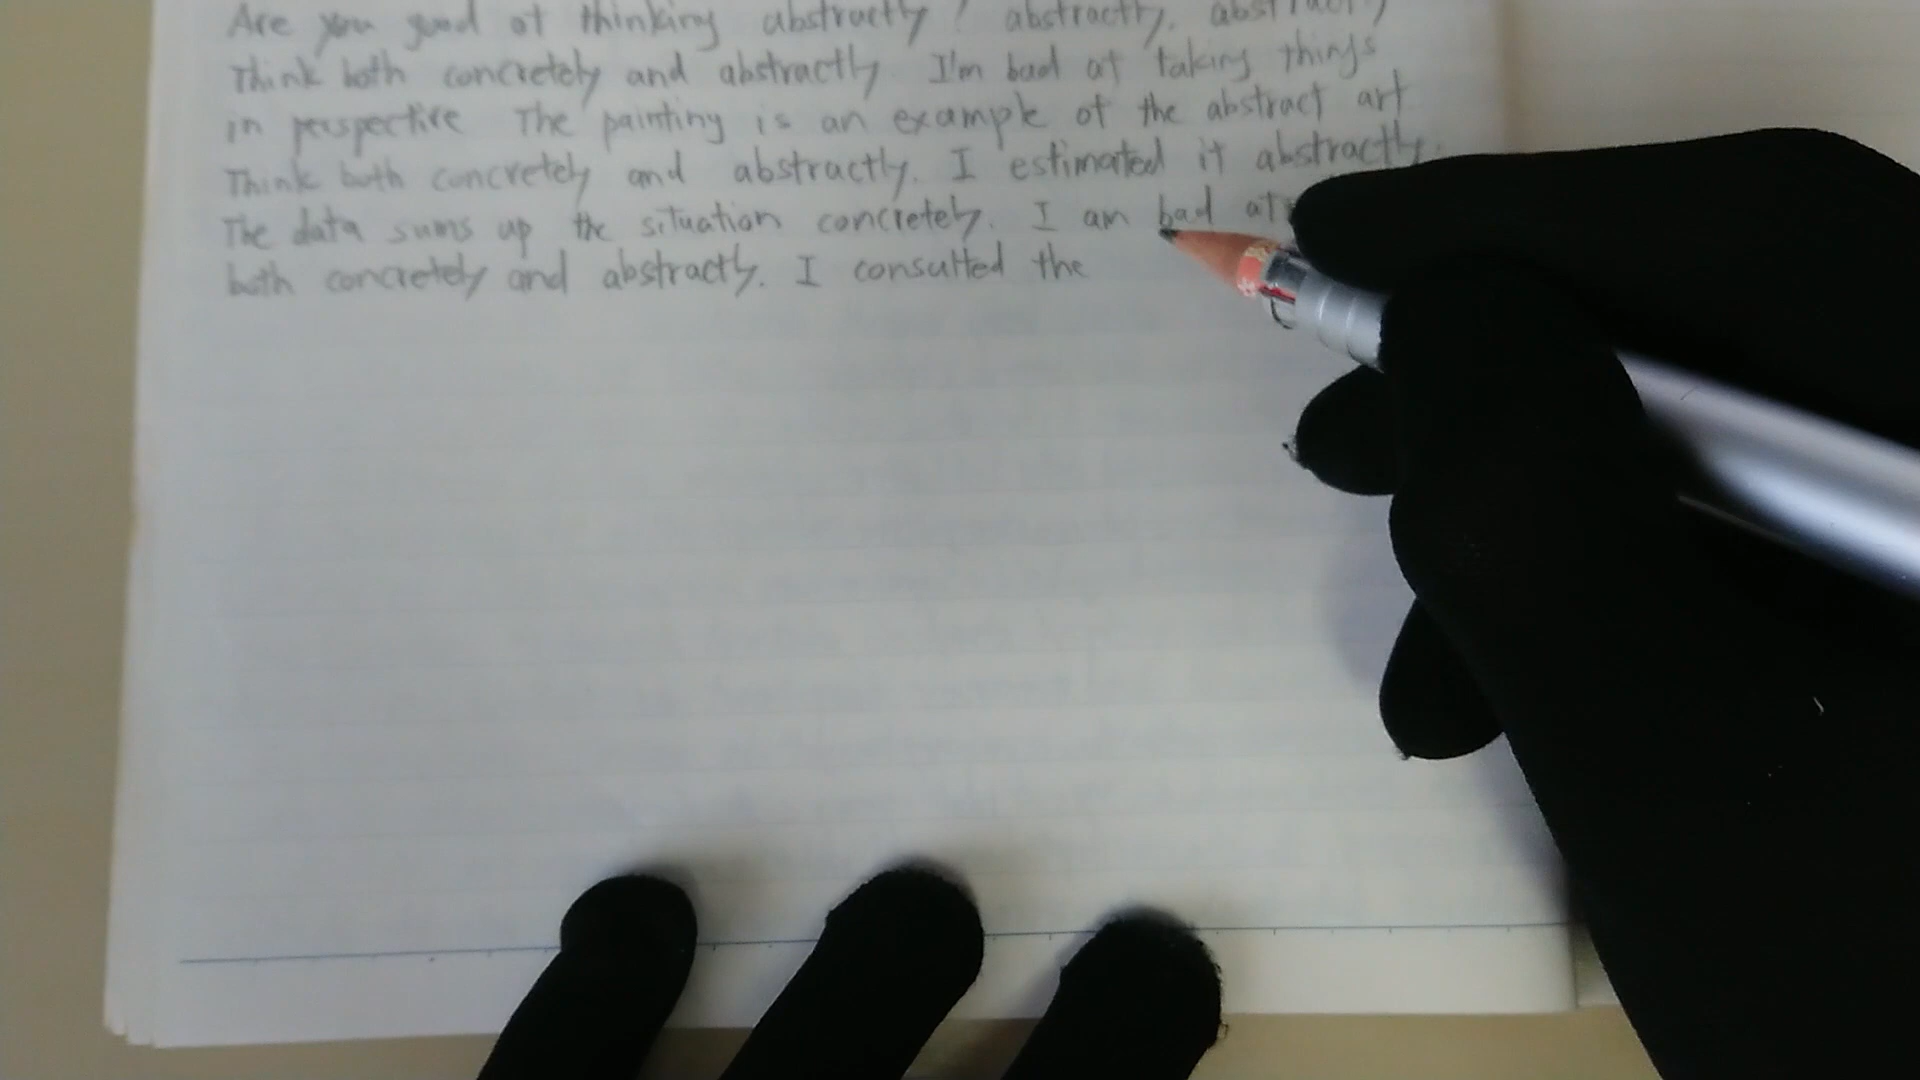 Are you good at thinking abstractly? abstractly. abstractly
Think both concretely and abstractly I'm bad at taking things
in perspective The painting is an example of the abstract art
Think both concretely and abstractly. I estimated it abstractly.
The data sums up the situation concretely. I am bad at
both concretely and abstractly. I consulted the